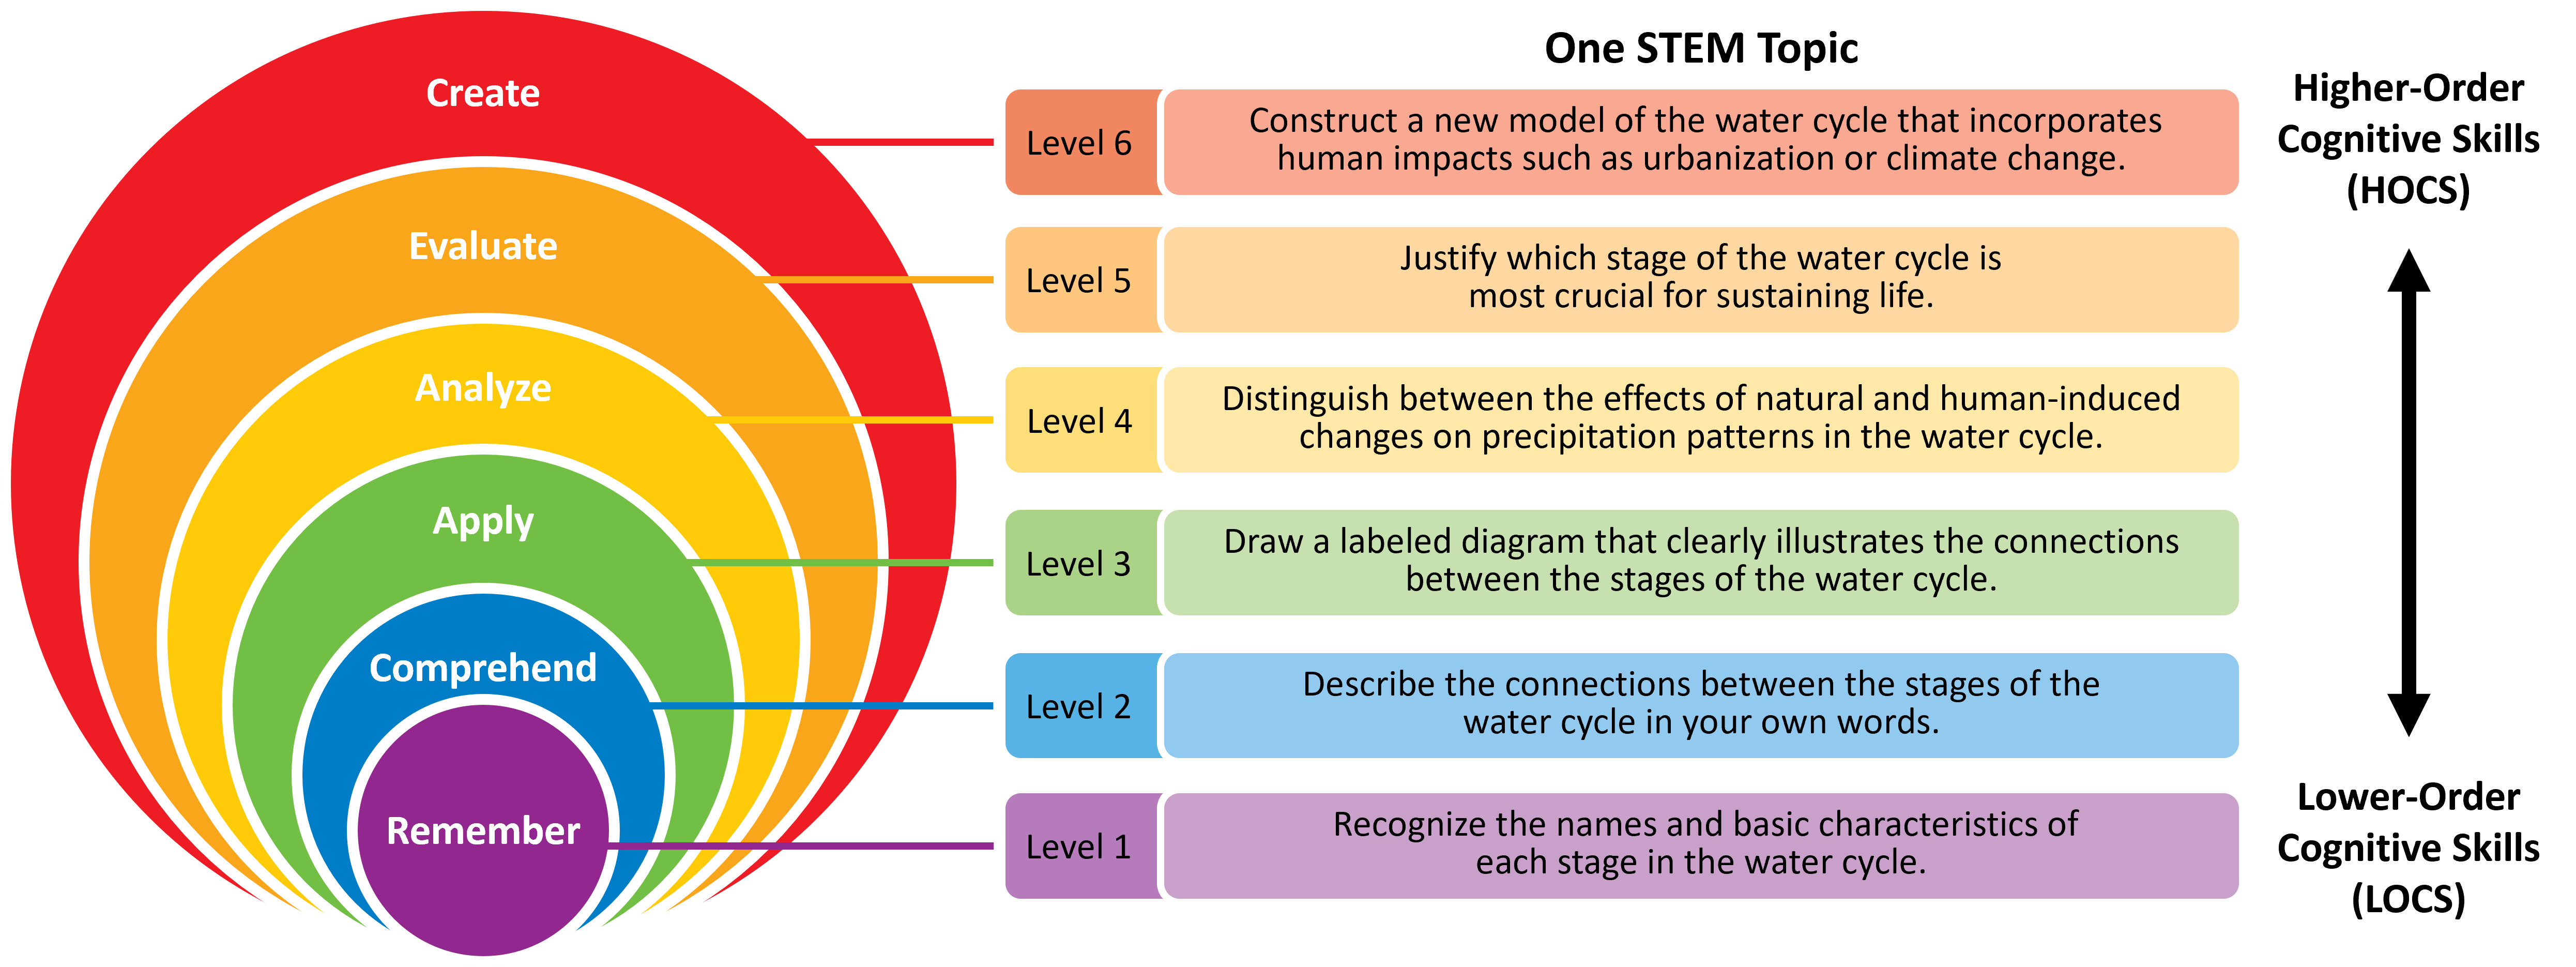 Create
Evaluate
Analyze
Apply
Comprehend
Remember
One STEM Topic
Level 6
Construct a new model of the water cycle that incorporates
human impacts such as urbanization or climate change.
Level 5
Justify which stage of the water cycle is
most crucial for sustaining life.
Level 4
Distinguish between the effects of natural and human-induced
changes on precipitation patterns in the water cycle.
Level 3
Draw a labeled diagram that clearly illustrates the connections
between the stages of the water cycle.
Level 2
Describe the connections between the stages of the
water cycle in your own words.
Level 1
Recognize the names and basic characteristics of
each stage in the water cycle.
Higher-Order
Cognitive Skills
(HOCS)
Lower-Order
Cognitive Skills
(LOCS)